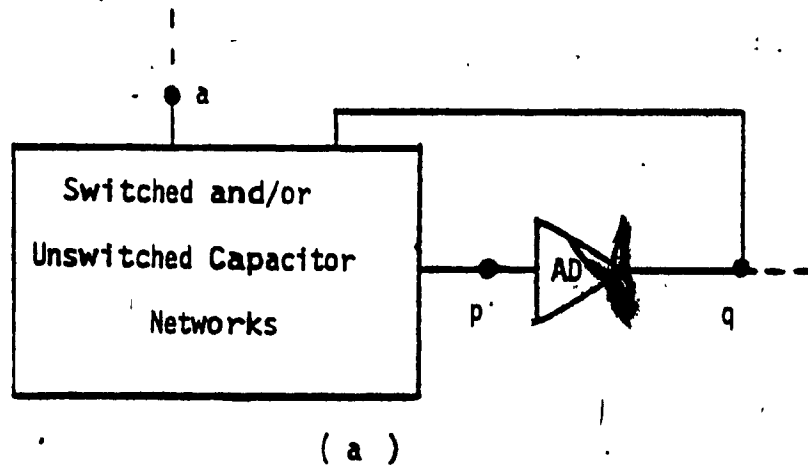 a
Switched and/or
Unswitched Capacitor
Networks
AD
p
q
( a )